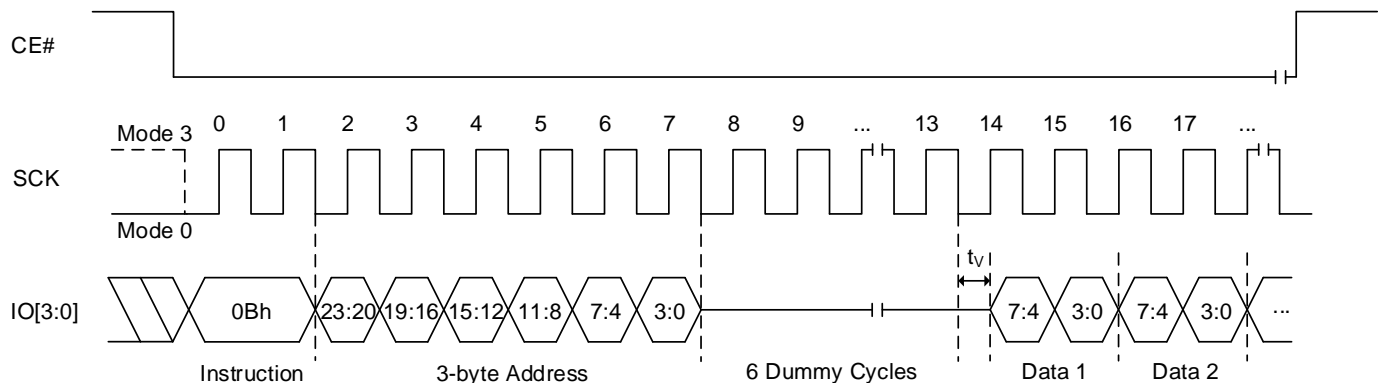 CE#
0 1 2 3 4 5 6 7 8 9 ... 13 14 15 16 17 ...
Mode 3
SCK
Mode 0
tV
IO[3:0] 0Bh 23:20 19:16 15:12 11:8 7:4 3:0 7:4 3:0 7:4 3:0 ...
Instruction 3-byte Address 6 Dummy Cycles Data 1 Data 2